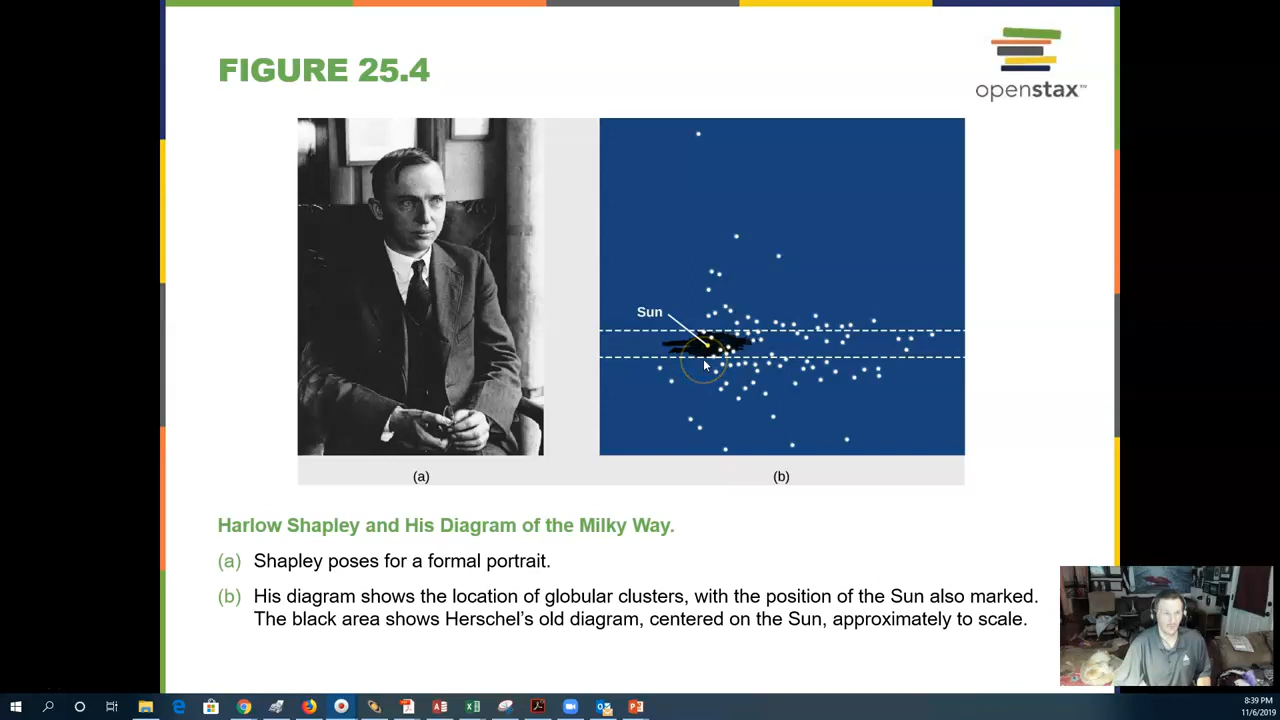 FIGURE 25.4
openstax™
Sun
(a)
(b)
Harlow Shapley and His Diagram of the Milky Way.
(a) Shapley poses for a formal portrait.
(b) His diagram shows the location of globular clusters, with the position of the Sun also marked.
The black area shows Herschel’s old diagram, centered on the Sun, approximately to scale.
8:39 PM
11/6/2019